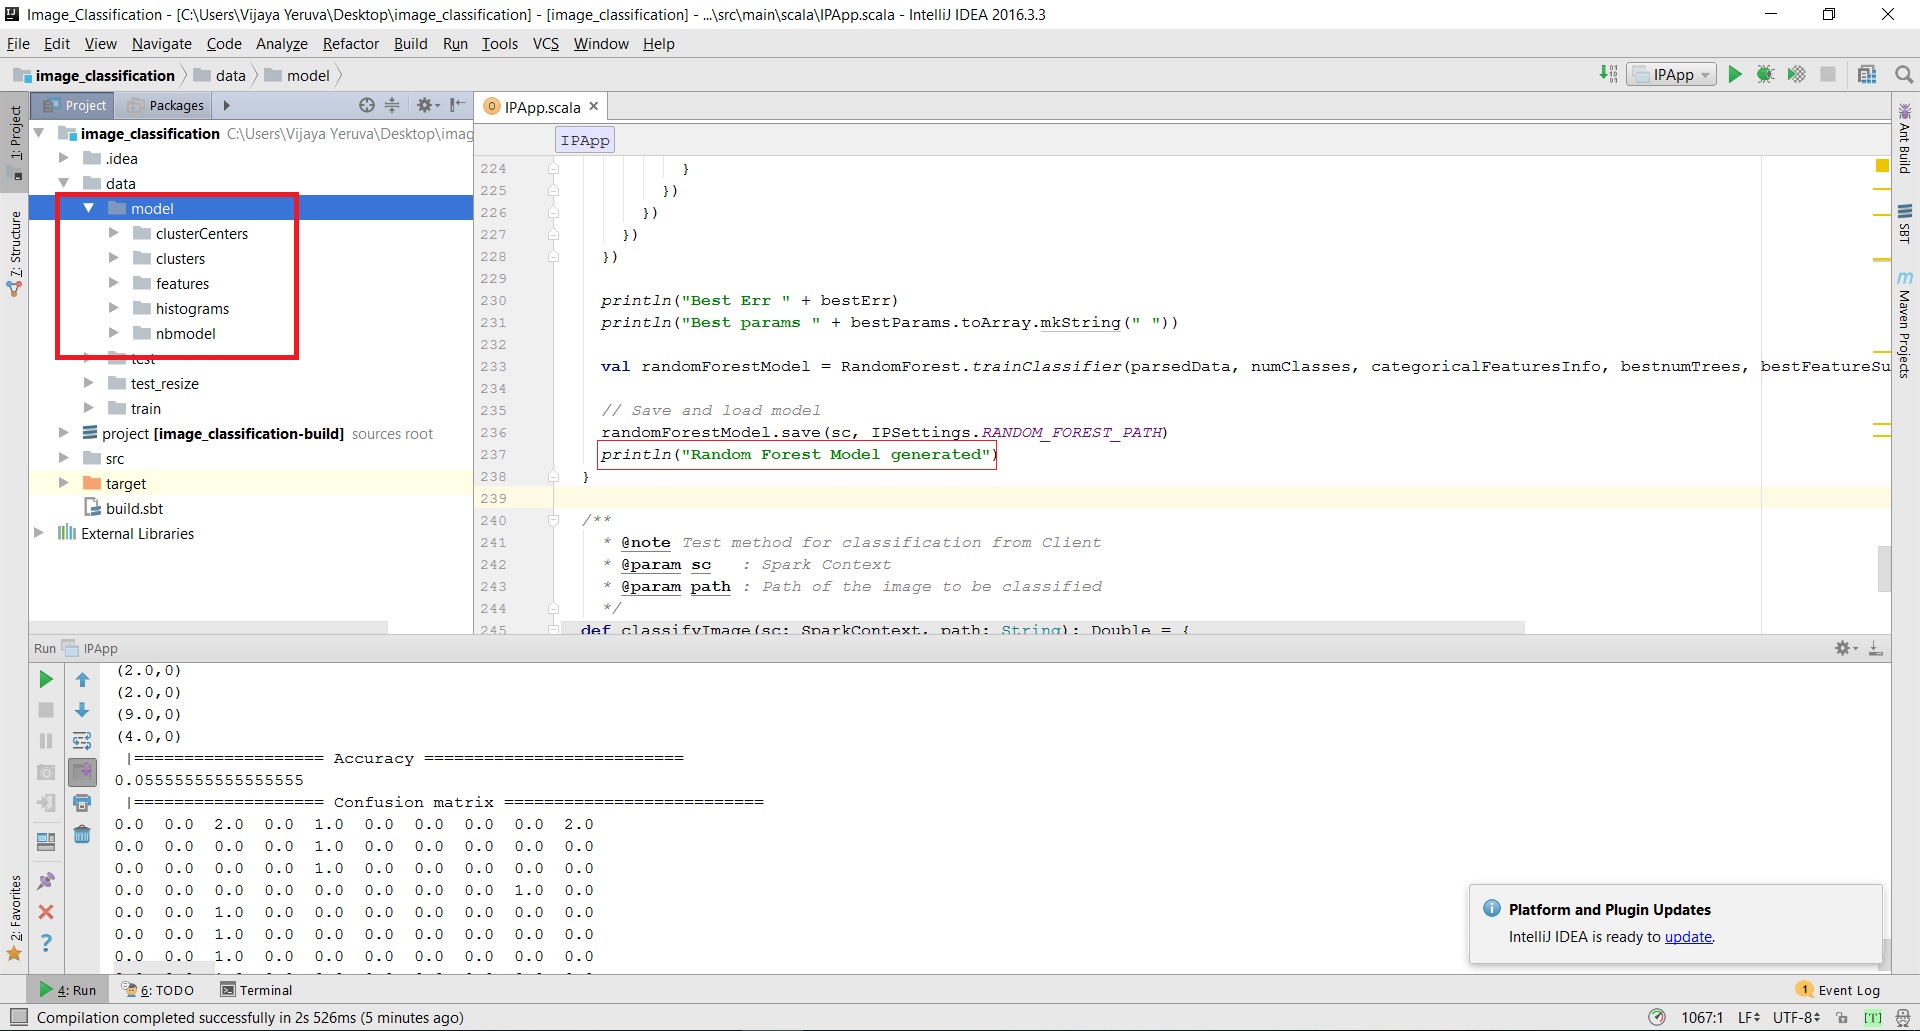 Image_Classification - [C:\Users\Vijaya Yeruva\Desktop\image_classification] - [image_classification] - ...\src\main\scala\IPApp.scala - IntelliJ IDEA 2016.3.3
File Edit View Navigate Code Analyze Refactor Build Run Tools VCS Window Help
image_classification data model
IPApp
Project Packages
IPApp.scala
1: Project
7: Structure
2: Favorites
image_classification C:\Users\Vijaya Yeruva\Desktop\imag
.idea
data
model
clusterCenters
clusters
features
histograms
nbmodel
test
test_resize
train
project [image_classification-build] sources root
src
target
build.sbt
External Libraries
IPApp
224 }
225 })
226 })
227 })
228 })
229
230 println("Best Err " + bestErr)
231 println("Best params " + bestParams.toArray.mkString(" "))
232
233 val randomForestModel = RandomForest.trainClassifier(parsedData, numClasses, categoricalFeaturesInfo, bestnumTrees, bestFeatureSu
234
235 // Save and load model
236 randomForestModel.save(sc, IPSettings.RANDOM_FOREST_PATH)
237 println("Random Forest Model generated")
238 }
239
240 /**
241 * @note Test method for classification from Client
242 * @param sc : Spark Context
243 * @param path : Path of the image to be classified
244 */
245 def classifyImage(sc: SparkContext, path: String): Double = {
Ant Build
SBT
Maven Projects
Run IPApp
(2.0,0)
(2.0,0)
(9.0,0)
(4.0,0)
|=================== Accuracy ==========================
0.05555555555555555
|=================== Confusion matrix ==========================
0.0 0.0 2.0 0.0 1.0 0.0 0.0 0.0 0.0 2.0
0.0 0.0 0.0 0.0 1.0 0.0 0.0 0.0 0.0 0.0
0.0 0.0 0.0 0.0 1.0 0.0 0.0 0.0 0.0 0.0
0.0 0.0 0.0 0.0 0.0 0.0 0.0 0.0 1.0 0.0
0.0 0.0 1.0 0.0 0.0 0.0 0.0 0.0 0.0 0.0
0.0 0.0 1.0 0.0 0.0 0.0 0.0 0.0 0.0 0.0
0.0 0.0 1.0 0.0 0.0 0.0 0.0 0.0 0.0 0.0
Platform and Plugin Updates
IntelliJ IDEA is ready to update.
4: Run 6: TODO Terminal
1 Event Log
Compilation completed successfully in 2s 526ms (5 minutes ago)
1067:1 LF UTF-8 [T]